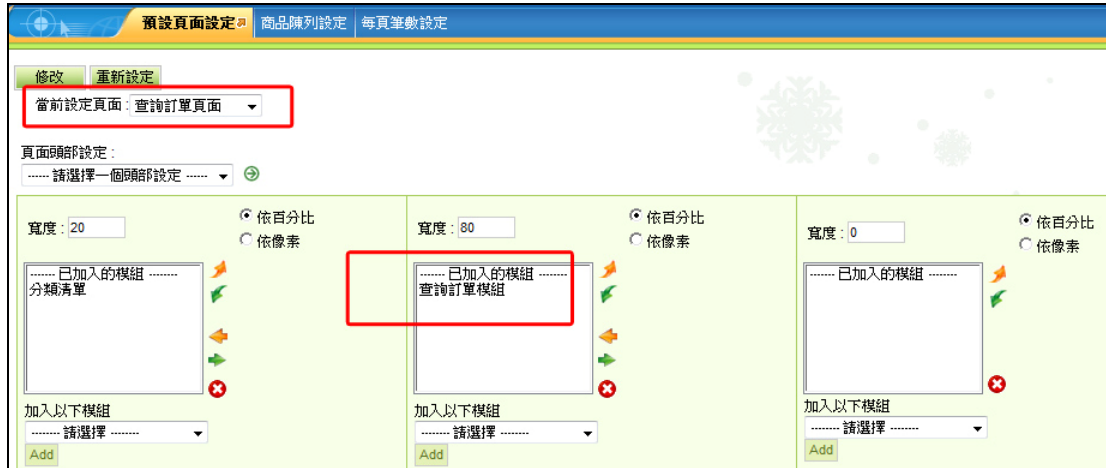 預設頁面設定 商品陳列設定 每頁筆數設定
修改 重新設定
當前設定頁面 : 查詢訂單頁面
頁面頭部設定 :
------ 請選擇一個頭部設定 ------
寬度 : 20 依百分比 依像素
------- 已加入的模組 --------
分類清單
加入以下模組
-------- 請選擇 --------
Add
寬度 : 80 依百分比 依像素
------- 已加入的模組 --------
查詢訂單模組
加入以下模組
-------- 請選擇 --------
Add
寬度 : 0 依百分比 依像素
------- 已加入的模組 --------
加入以下模組
-------- 請選擇 --------
Add